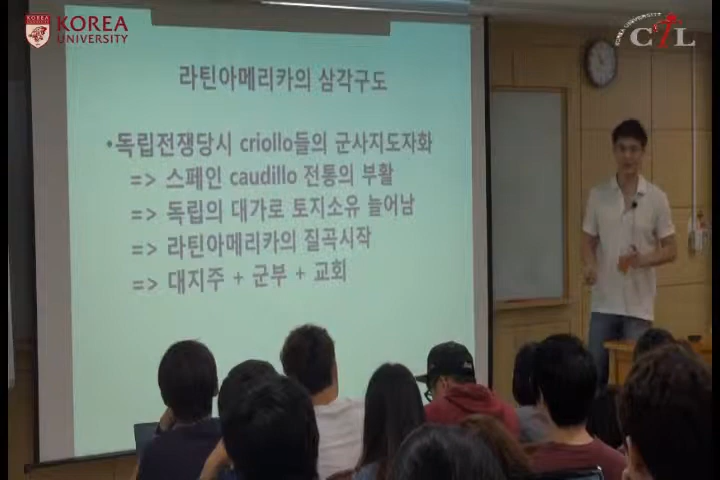 KOREA
UNIVERSITY
KOREA UNIVERSITY
CTL
라틴아메리카의 삼각구도
•독립전쟁당시 criollo들의 군사지도자화
=> 스페인 caudillo 전통의 부활
=> 독립의 대가로 토지소유 늘어남
=> 라틴아메리카의 질곡시작
=> 대지주 + 군부 + 교회